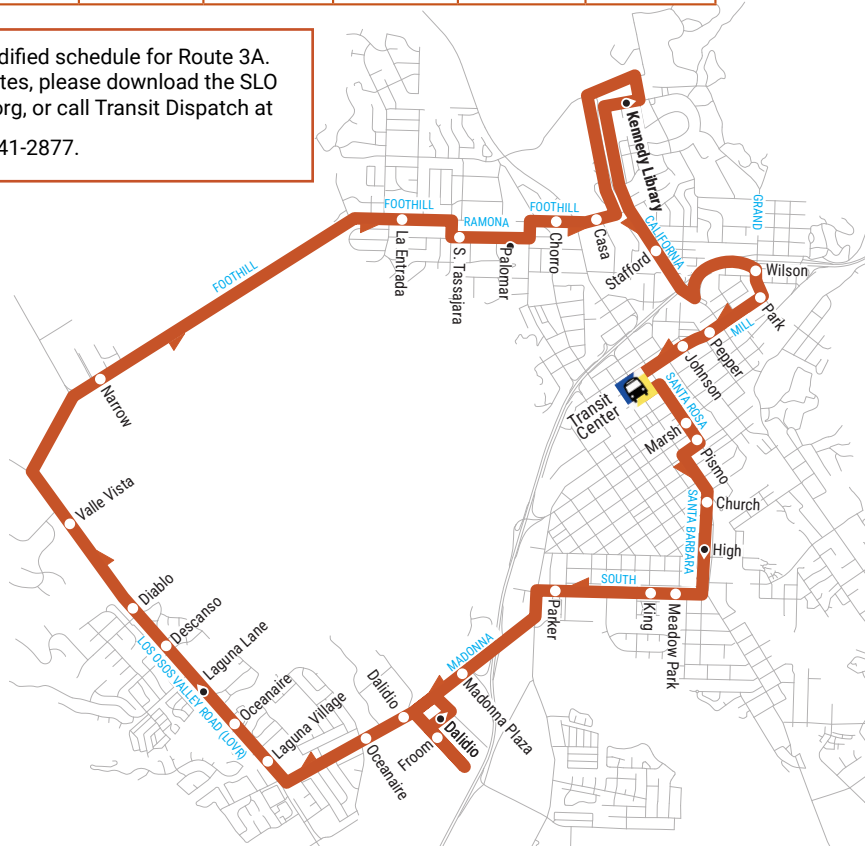 dified schedule for Route 3A.
tes, please download the SLO
org, or call Transit Dispatch at
41-2877.
Kennedy Library
GRAND
FOOTHILL
RAMONA
FOOTHILL
La Entrada
S. Tassajara
Palomar
Chorro
Casa
Stafford
CALIFORNIA
Wilson
Park
MILL
Pepper
Johnson
FOOTHILL
Narrow
Transit
Center
SANTA ROSA
Marsh
Pismo
Church
SANTA BARBARA
High
Valle Vista
SOUTH
Parker
King
Meadow Park
Diablo
Descanso
Laguna Lane
LOS OSOS VALLEY ROAD (LOVR)
Oceanaire
Laguna Village
Dalidio
MADONNA
Madonna Plaza
Dalidio
Froom
Oceanaire